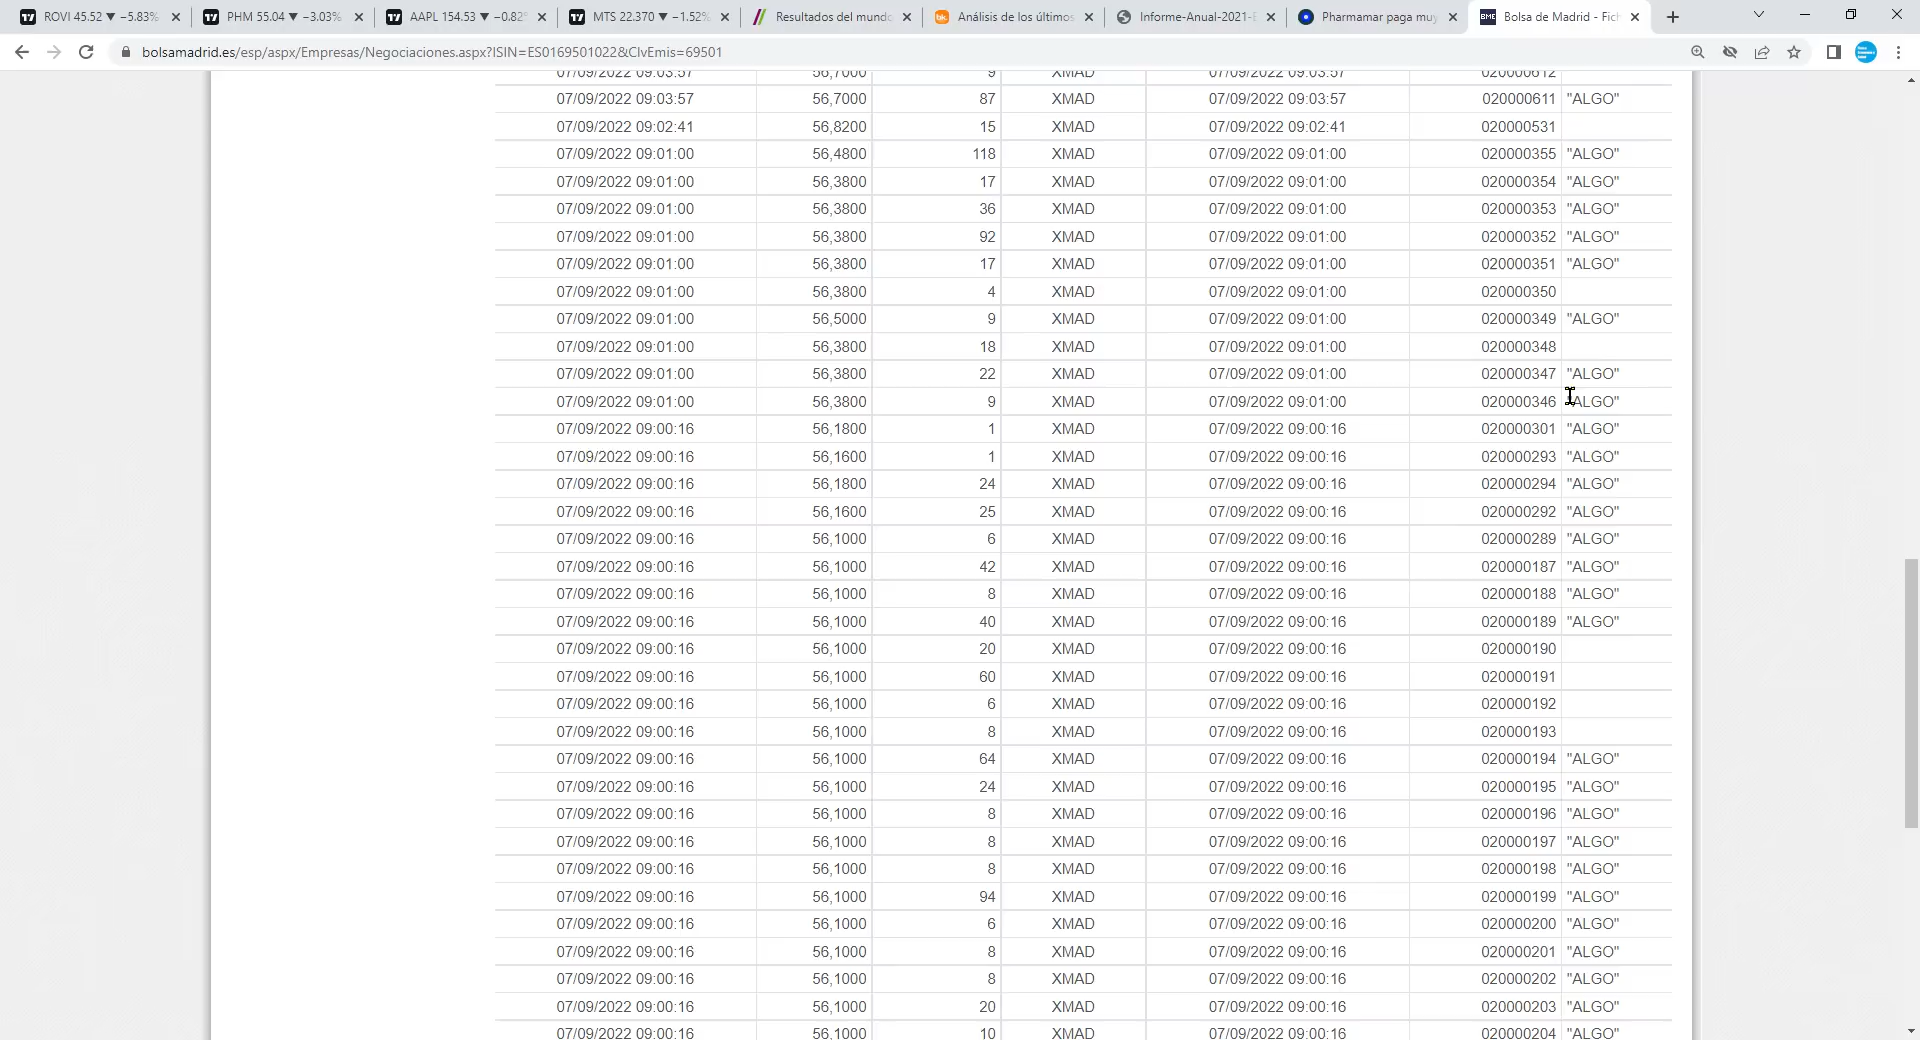 ROVI 45.52 ▼ −5.83%
PHM 55.04 ▼ −3.03%
AAPL 154.53 ▼ −0.82%
MTS 22.370 ▼ −1.52%
Resultados del mundo
Análisis de los últimos
Informe-Anual-2021-
Pharmamar paga muy
BME Bolsa de Madrid - Fich
bolsamadrid.es/esp/aspx/Empresas/Negociaciones.aspx?ISIN=ES0169501022&ClvEmis=69501
07/09/2022 09:03:57 56,7000 9 XMAD 07/09/2022 09:03:57 020000612
07/09/2022 09:03:57 56,7000 87 XMAD 07/09/2022 09:03:57 020000611 "ALGO"
07/09/2022 09:02:41 56,8200 15 XMAD 07/09/2022 09:02:41 020000531
07/09/2022 09:01:00 56,4800 118 XMAD 07/09/2022 09:01:00 020000355 "ALGO"
07/09/2022 09:01:00 56,3800 17 XMAD 07/09/2022 09:01:00 020000354 "ALGO"
07/09/2022 09:01:00 56,3800 36 XMAD 07/09/2022 09:01:00 020000353 "ALGO"
07/09/2022 09:01:00 56,3800 92 XMAD 07/09/2022 09:01:00 020000352 "ALGO"
07/09/2022 09:01:00 56,3800 17 XMAD 07/09/2022 09:01:00 020000351 "ALGO"
07/09/2022 09:01:00 56,3800 4 XMAD 07/09/2022 09:01:00 020000350
07/09/2022 09:01:00 56,5000 9 XMAD 07/09/2022 09:01:00 020000349 "ALGO"
07/09/2022 09:01:00 56,3800 18 XMAD 07/09/2022 09:01:00 020000348
07/09/2022 09:01:00 56,3800 22 XMAD 07/09/2022 09:01:00 020000347 "ALGO"
07/09/2022 09:01:00 56,3800 9 XMAD 07/09/2022 09:01:00 020000346 "ALGO"
07/09/2022 09:00:16 56,1800 1 XMAD 07/09/2022 09:00:16 020000301 "ALGO"
07/09/2022 09:00:16 56,1600 1 XMAD 07/09/2022 09:00:16 020000293 "ALGO"
07/09/2022 09:00:16 56,1800 24 XMAD 07/09/2022 09:00:16 020000294 "ALGO"
07/09/2022 09:00:16 56,1600 25 XMAD 07/09/2022 09:00:16 020000292 "ALGO"
07/09/2022 09:00:16 56,1000 6 XMAD 07/09/2022 09:00:16 020000289 "ALGO"
07/09/2022 09:00:16 56,1000 42 XMAD 07/09/2022 09:00:16 020000187 "ALGO"
07/09/2022 09:00:16 56,1000 8 XMAD 07/09/2022 09:00:16 020000188 "ALGO"
07/09/2022 09:00:16 56,1000 40 XMAD 07/09/2022 09:00:16 020000189 "ALGO"
07/09/2022 09:00:16 56,1000 20 XMAD 07/09/2022 09:00:16 020000190
07/09/2022 09:00:16 56,1000 60 XMAD 07/09/2022 09:00:16 020000191
07/09/2022 09:00:16 56,1000 6 XMAD 07/09/2022 09:00:16 020000192
07/09/2022 09:00:16 56,1000 8 XMAD 07/09/2022 09:00:16 020000193
07/09/2022 09:00:16 56,1000 64 XMAD 07/09/2022 09:00:16 020000194 "ALGO"
07/09/2022 09:00:16 56,1000 24 XMAD 07/09/2022 09:00:16 020000195 "ALGO"
07/09/2022 09:00:16 56,1000 8 XMAD 07/09/2022 09:00:16 020000196 "ALGO"
07/09/2022 09:00:16 56,1000 8 XMAD 07/09/2022 09:00:16 020000197 "ALGO"
07/09/2022 09:00:16 56,1000 8 XMAD 07/09/2022 09:00:16 020000198 "ALGO"
07/09/2022 09:00:16 56,1000 94 XMAD 07/09/2022 09:00:16 020000199 "ALGO"
07/09/2022 09:00:16 56,1000 6 XMAD 07/09/2022 09:00:16 020000200 "ALGO"
07/09/2022 09:00:16 56,1000 8 XMAD 07/09/2022 09:00:16 020000201 "ALGO"
07/09/2022 09:00:16 56,1000 8 XMAD 07/09/2022 09:00:16 020000202 "ALGO"
07/09/2022 09:00:16 56,1000 20 XMAD 07/09/2022 09:00:16 020000203 "ALGO"
07/09/2022 09:00:16 56,1000 10 XMAD 07/09/2022 09:00:16 020000204 "ALGO"